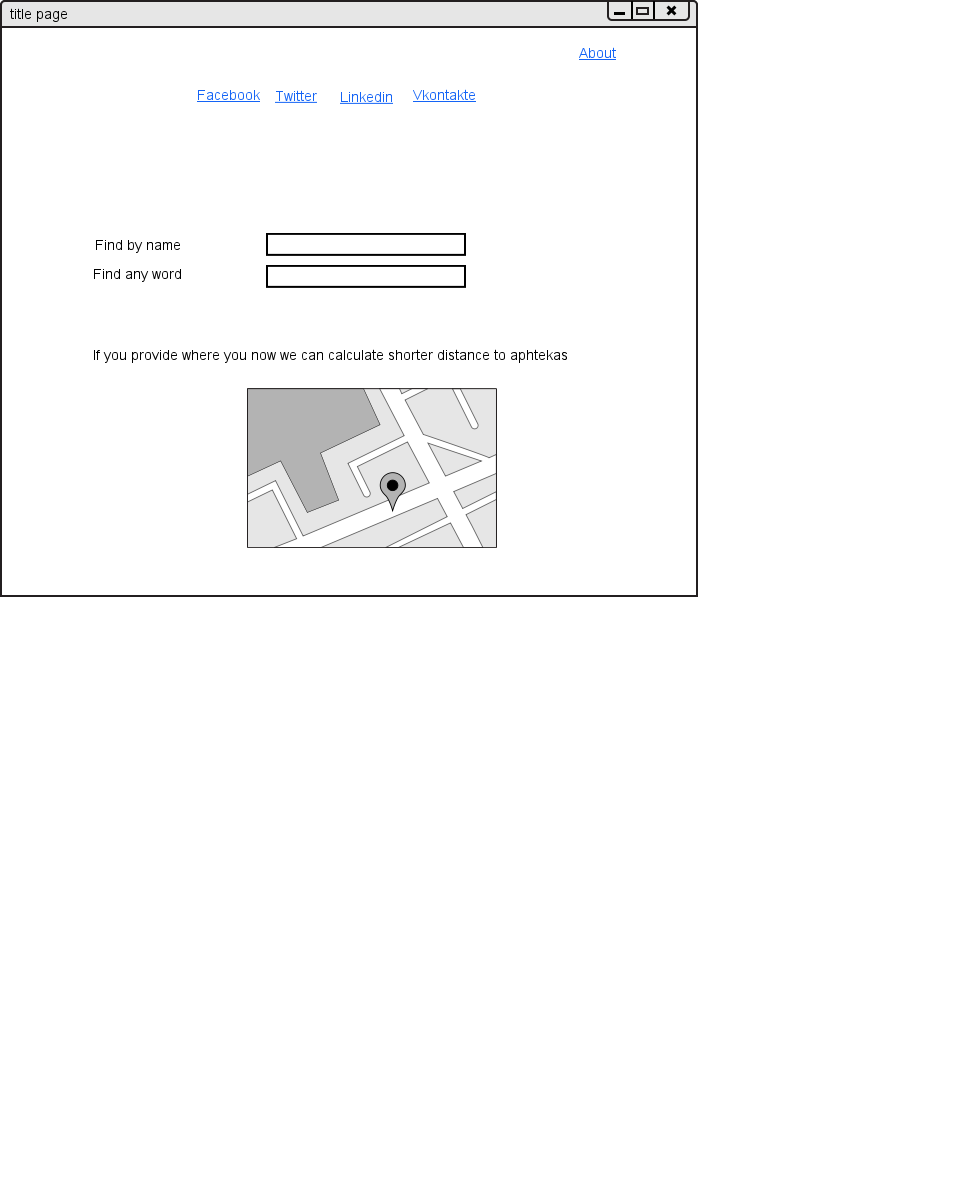 title page
About
Facebook Twitter Linkedin Vkontakte
Find by name
Find any word
If you provide where you now we can calculate shorter distance to aphtekas